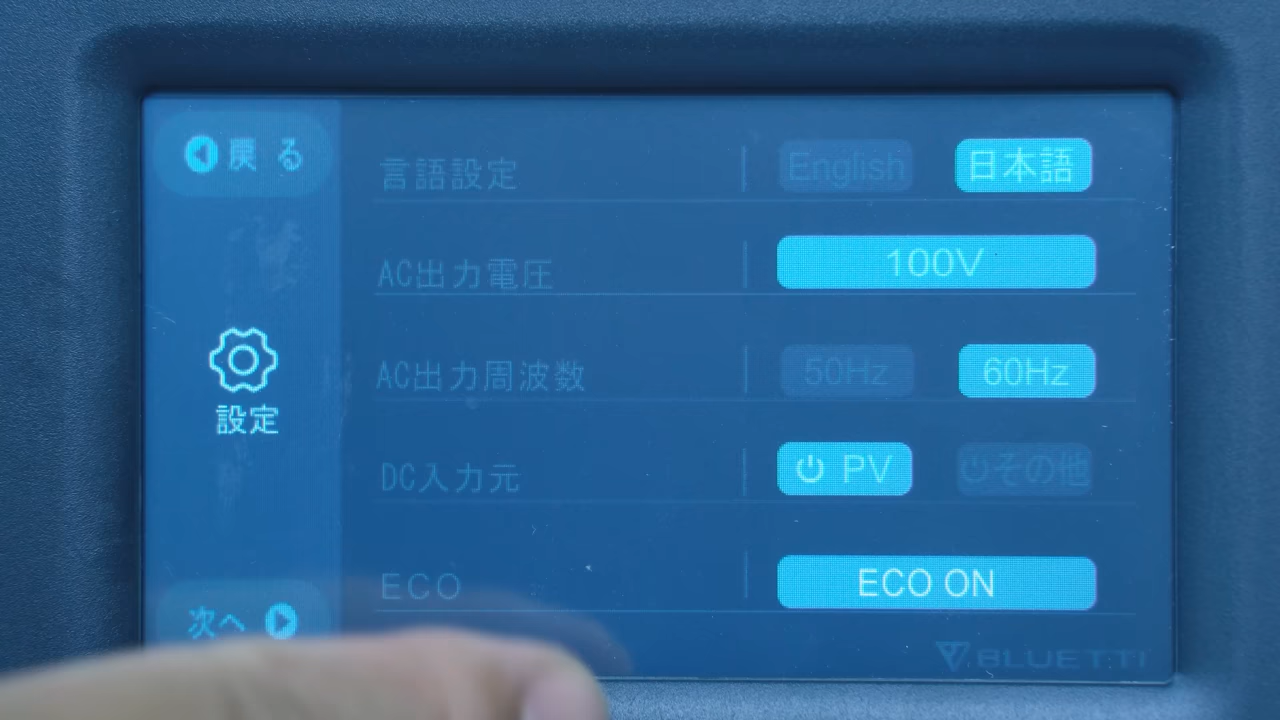 戻る
言語設定 English 日本語
AC出力電圧 100V
AC出力周波数 50Hz 60Hz
設定
DC入力元 PV その他
ECO ECO ON
次へ
BLUETTI